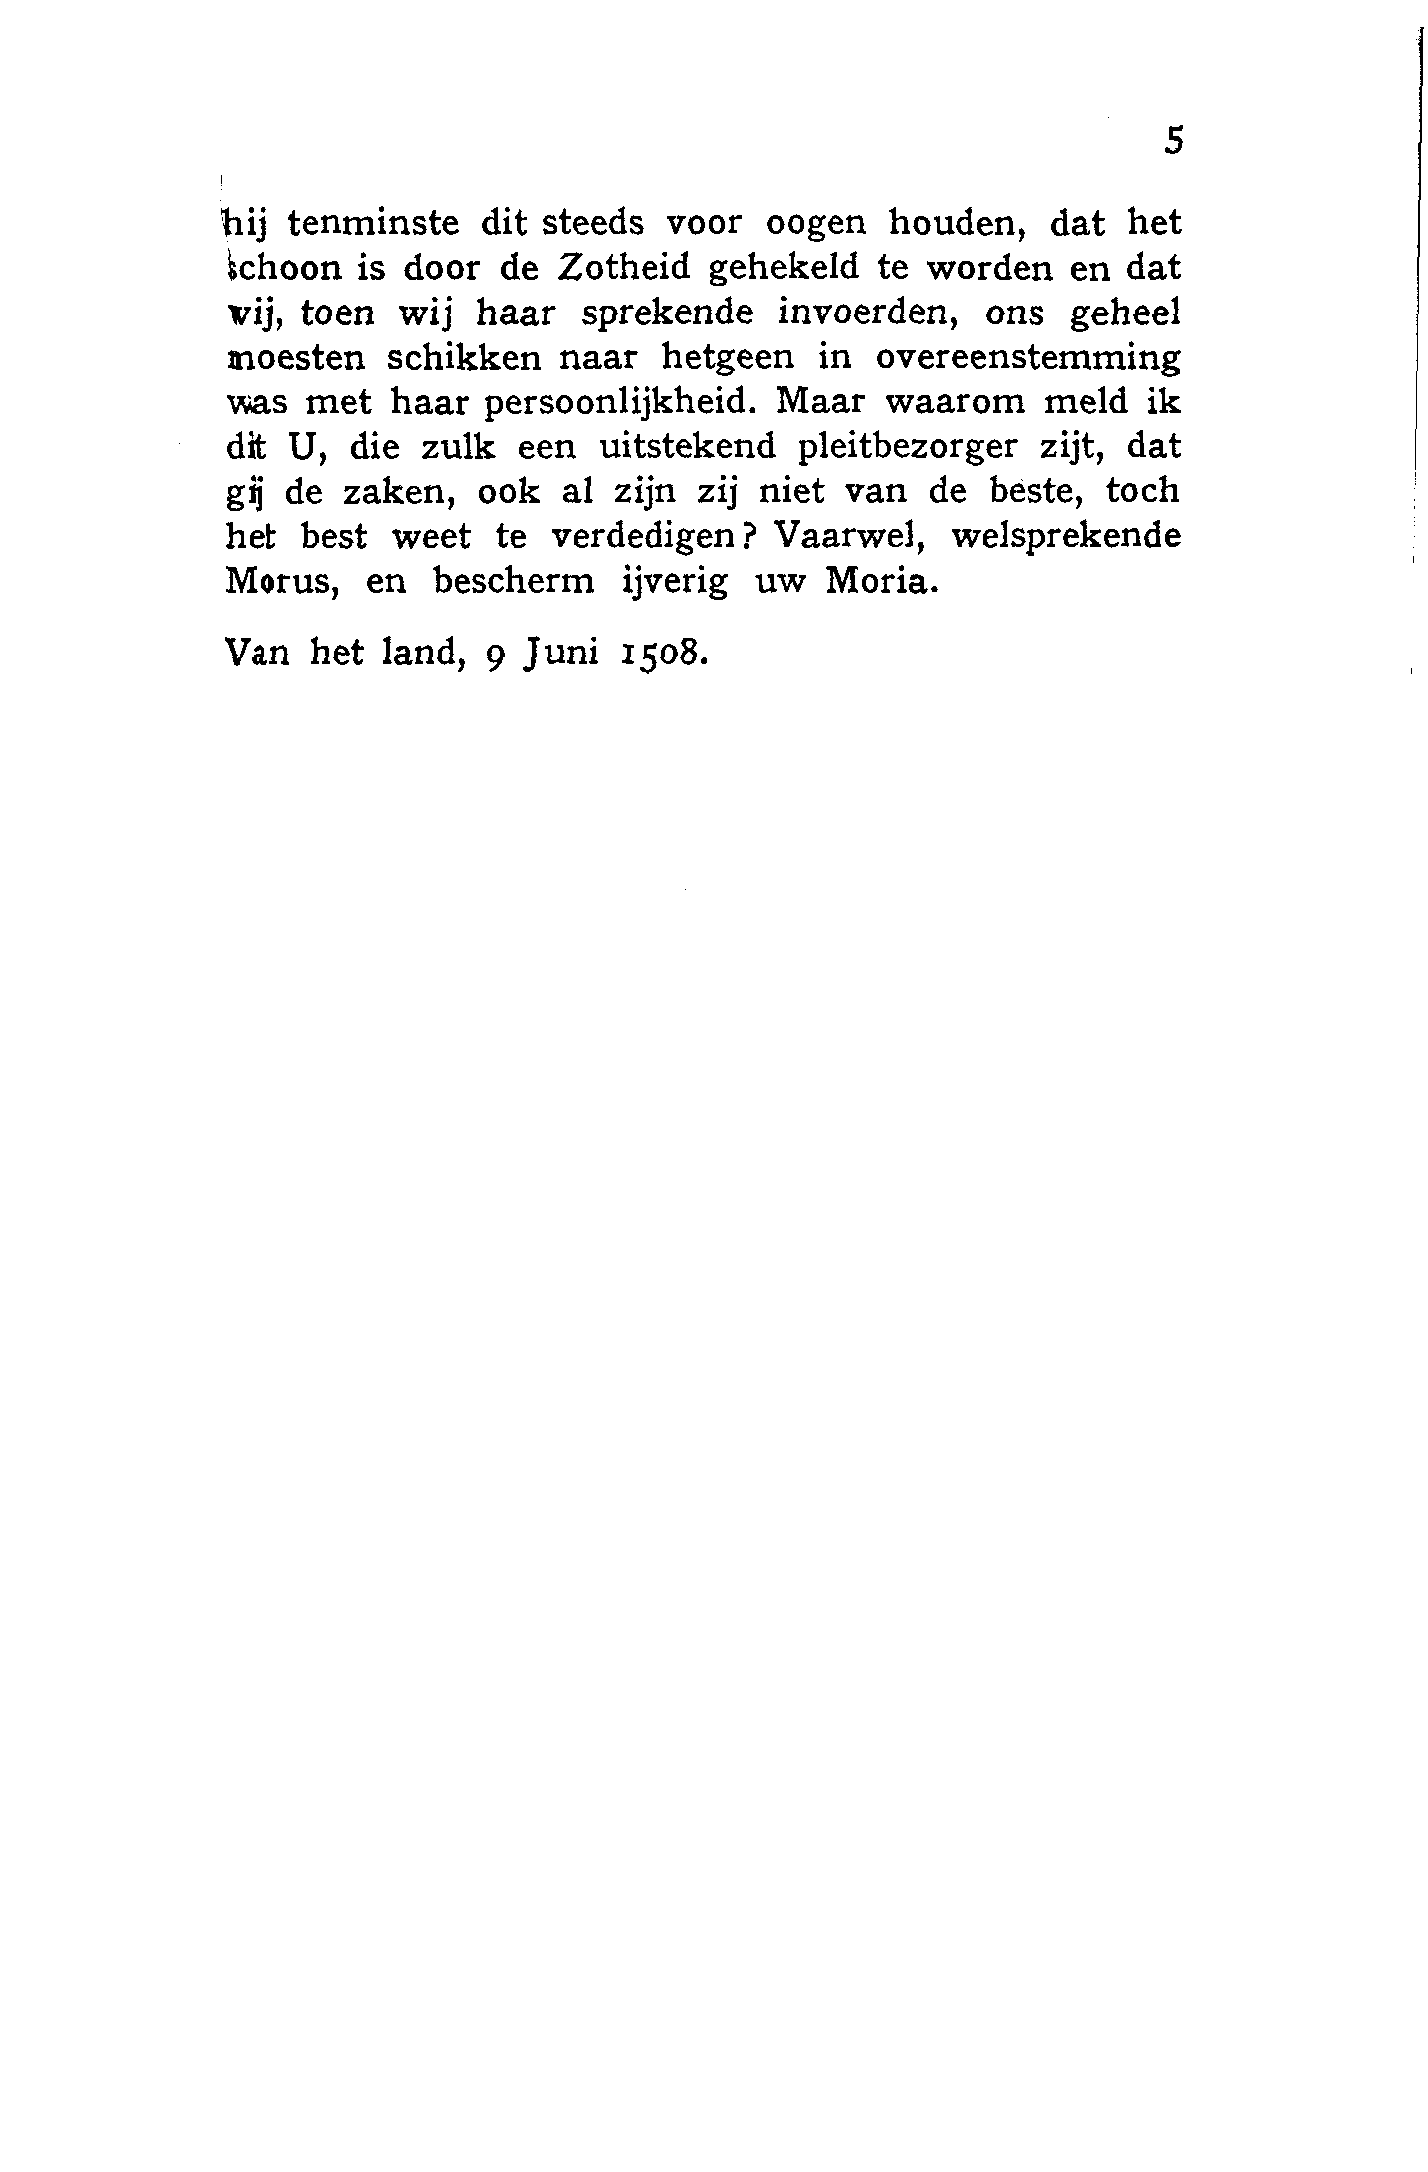 5
hij tenminste dit steeds voor oogen houden, dat het
schoon is door de Zotheid gehekeld te worden en dat
wij, toen wij haar sprekende invoerden, ons geheel
moesten schikken naar hetgeen in overeenstemming
was met haar persoonlijkheid. Maar waarom meld ik
dit U, die zulk een uitstekend pleitbezorger zijt, dat
gij de zaken, ook al zijn zij niet van de beste, toch
het best weet te verdedigen? Vaarwel, welsprekende
Morus, en bescherm ijverig uw Moria.
Van het land, 9 Juni 1508.